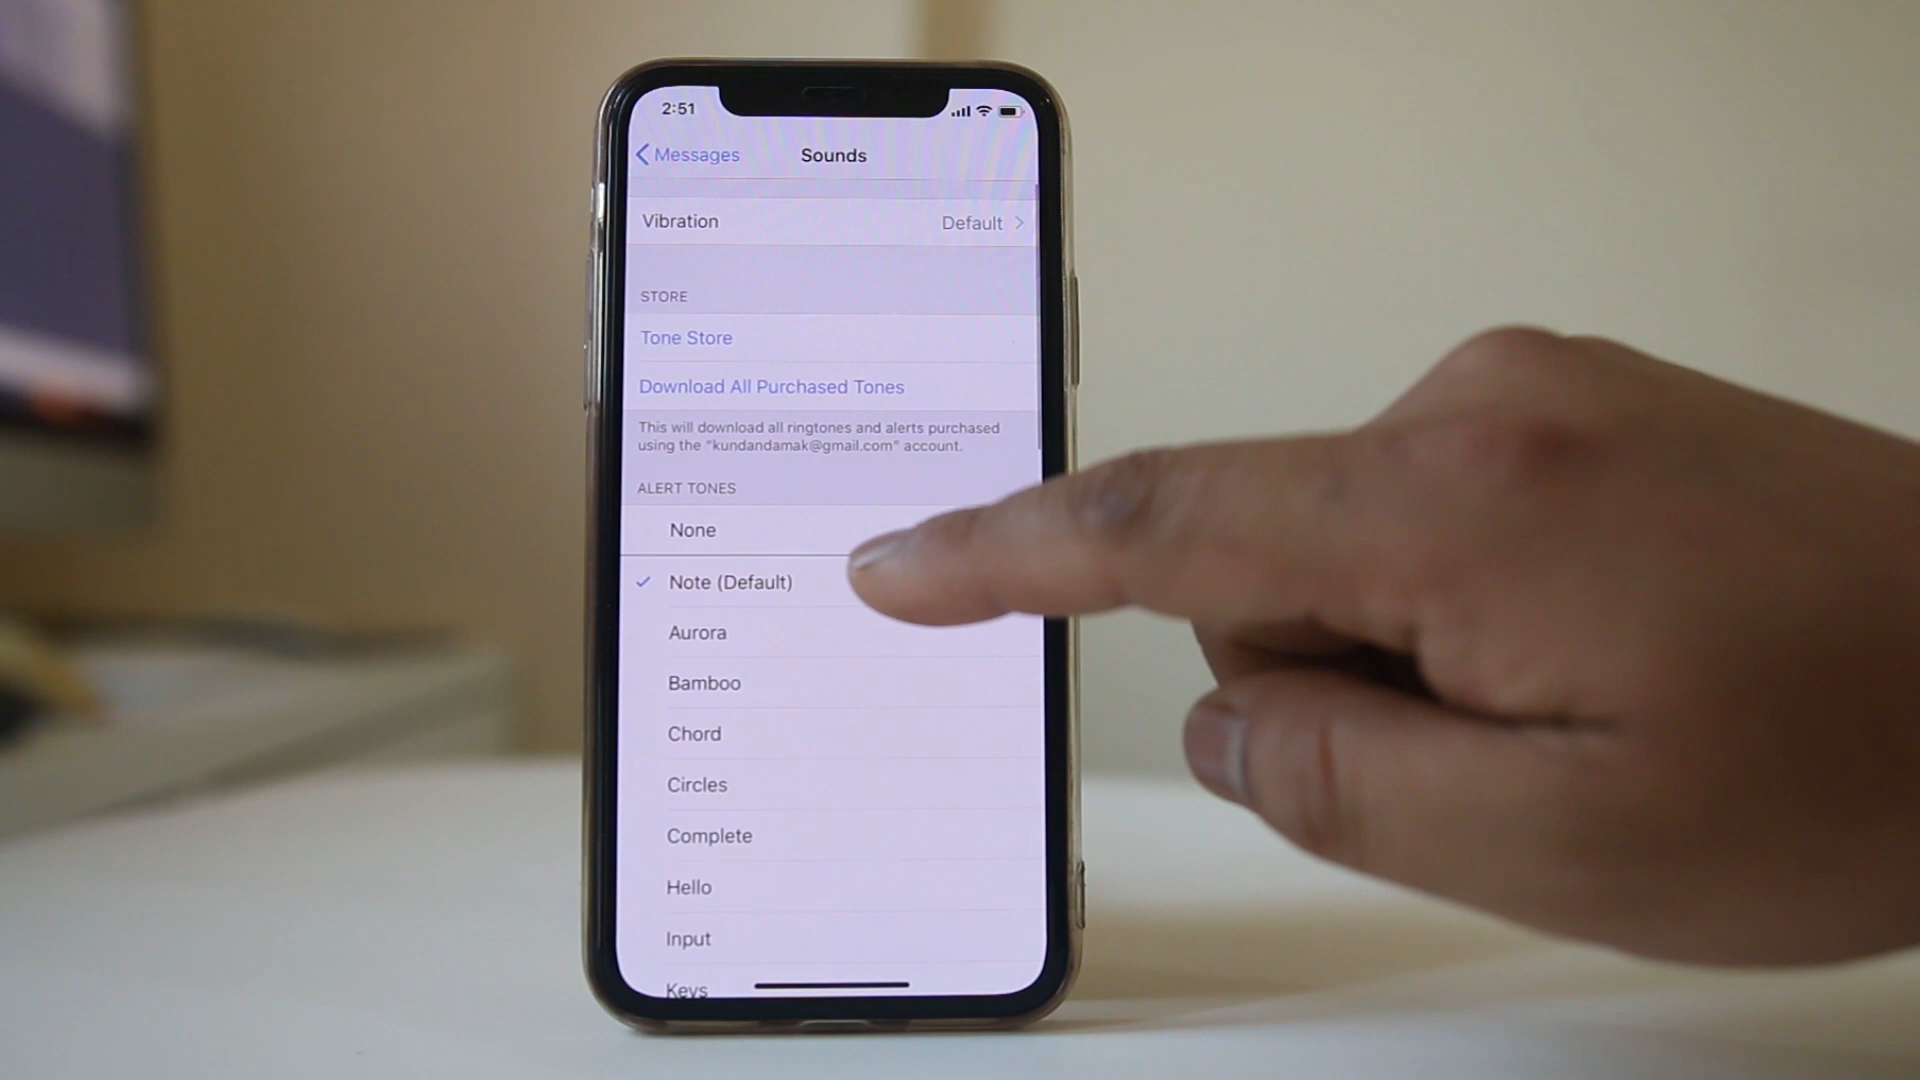 2:51
Messages
Sounds
Vibration
Default
STORE
Tone Store
Download All Purchased Tones
This will download all ringtones and alerts purchased
using the “kundandamak@gmail.com” account.
ALERT TONES
None
Note (Default)
Aurora
Bamboo
Chord
Circles
Complete
Hello
Input
Keys